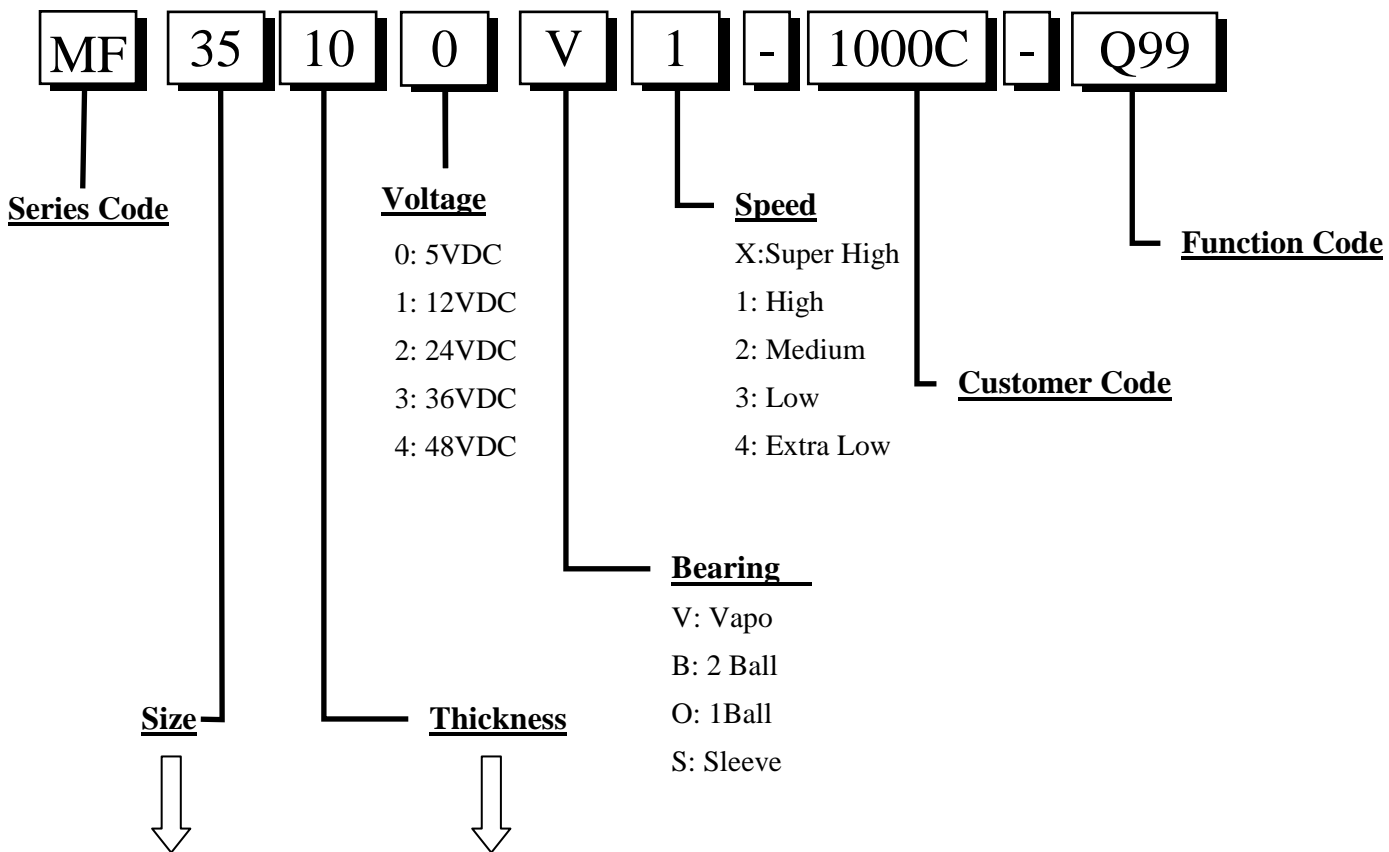 MF 35 10 0 V 1 - 1000C - Q99
Series Code
Voltage
0: 5VDC
1: 12VDC
2: 24VDC
3: 36VDC
4: 48VDC
Speed
X:Super High
1: High
2: Medium
3: Low
4: Extra Low
Function Code
Customer Code
Bearing
V: Vapo
B: 2 Ball
O: 1Ball
S: Sleeve
Size
Thickness